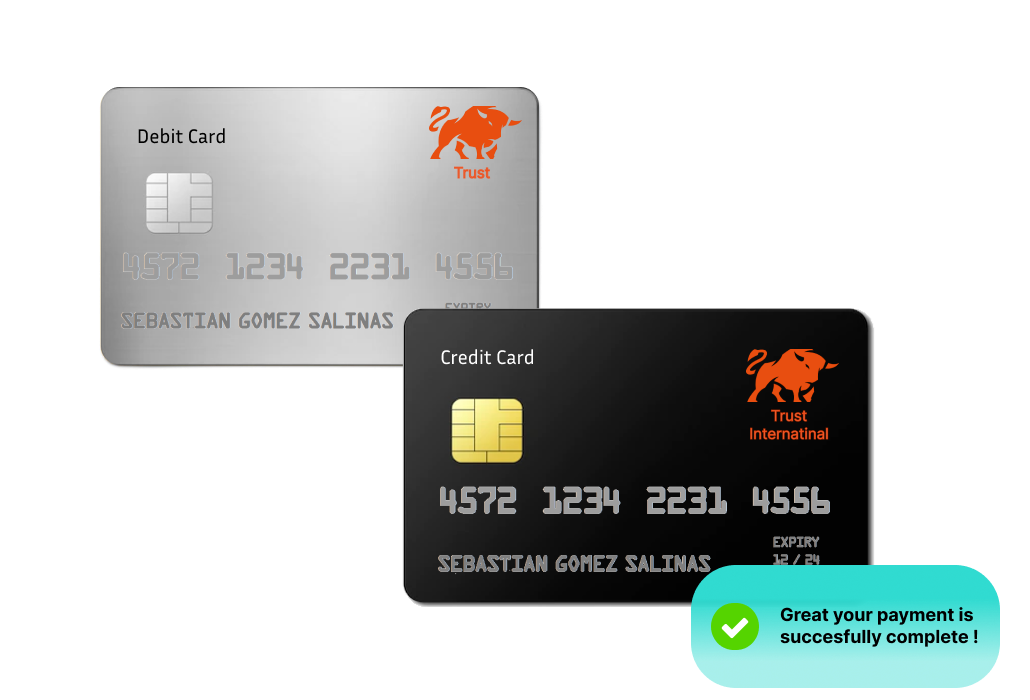 Debit Card
Trust
4572 1234 2231 4556
EXPIRY
SEBASTIAN GOMEZ SALINAS
Credit Card
Trust
Internatinal
4572 1234 2231 4556
EXPIRY
12 / 24
SEBASTIAN GOMEZ SALINAS
Great your payment is
succesfully complete !